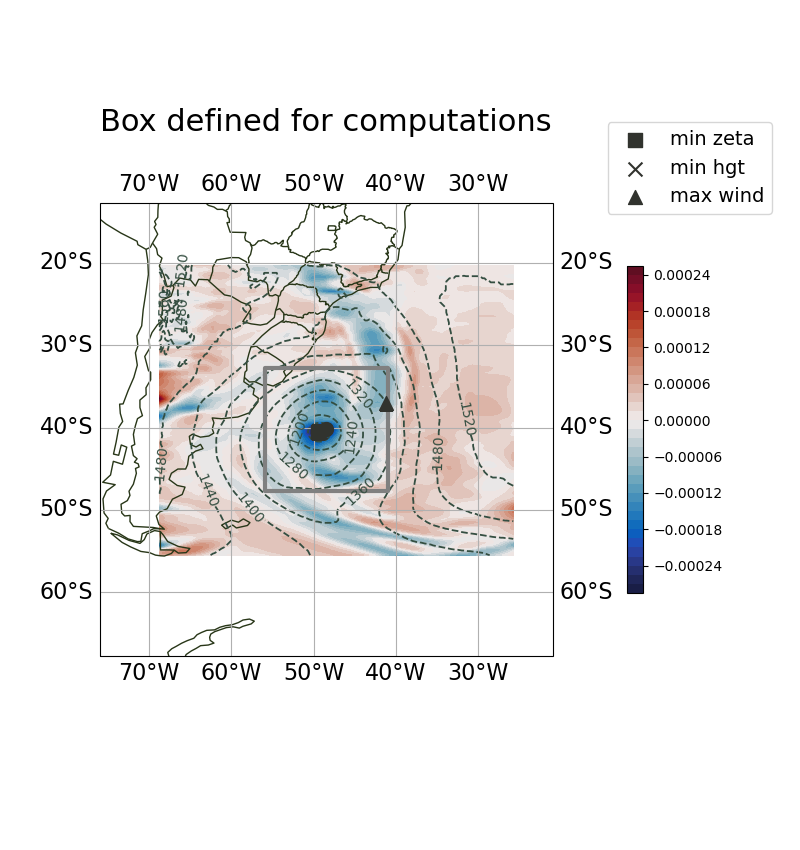 Box defined for computations
min zeta
min hgt
max wind
70°W 60°W 50°W 40°W 30°W
20°S 20°S
30°S 30°S
40°S 40°S
50°S 50°S
60°S 60°S
70°W 60°W 50°W 40°W 30°W
0.00024
0.00018
0.00012
0.00006
0.00000
−0.00006
−0.00012
−0.00018
−0.00024
1520
1480
1320
1520
1200
1240
1480
1480
1280
1440
1360
1400